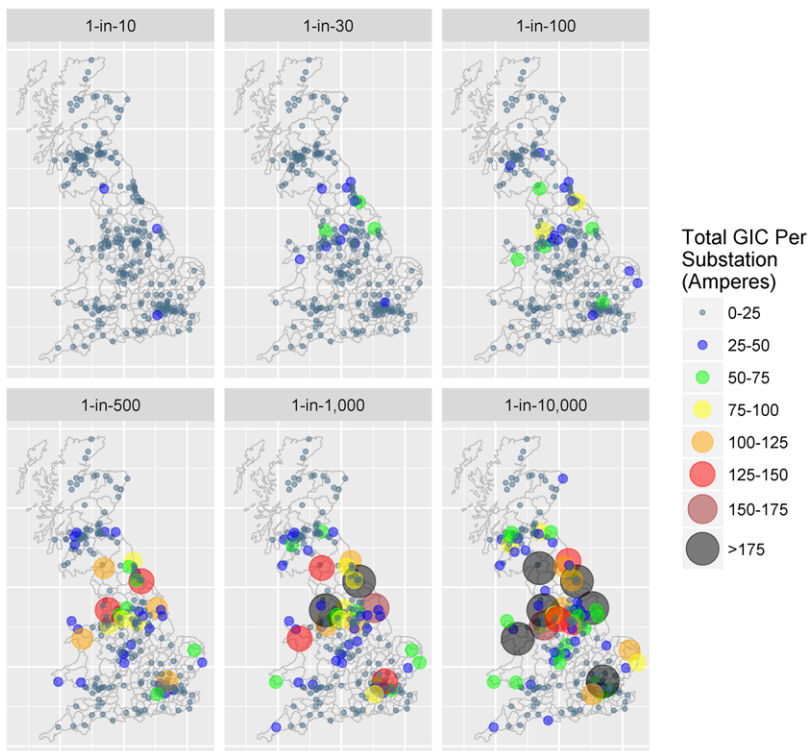 1-in-10
1-in-30
1-in-100
Total GIC Per
Substation
(Amperes)
0-25
25-50
50-75
75-100
100-125
125-150
150-175
>175
1-in-500
1-in-1,000
1-in-10,000